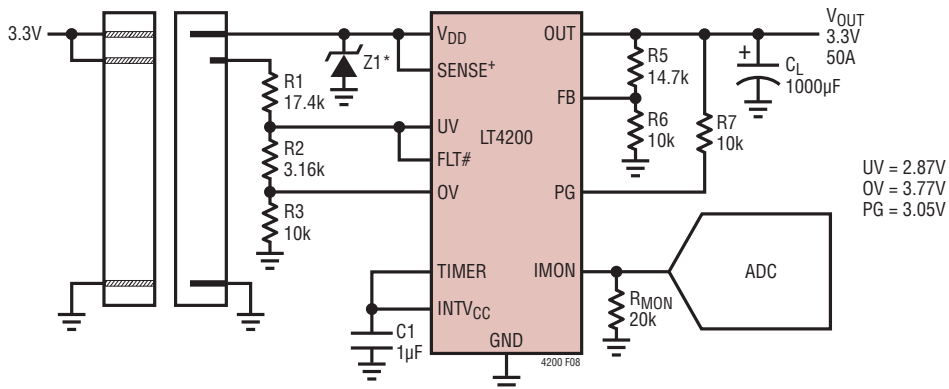 3.3V
R1
17.4k
R2
3.16k
R3
10k
Z1*
C1
1µF
VDD
SENSE+
UV
FLT#
OV
TIMER
INTVCC
GND
LT4200
OUT
FB
PG
IMON
4200 F08
R5
14.7k
R6
10k
R7
10k
+
CL
1000µF
VOUT
3.3V
50A
RMON
20k
ADC
UV = 2.87V
OV = 3.77V
PG = 3.05V